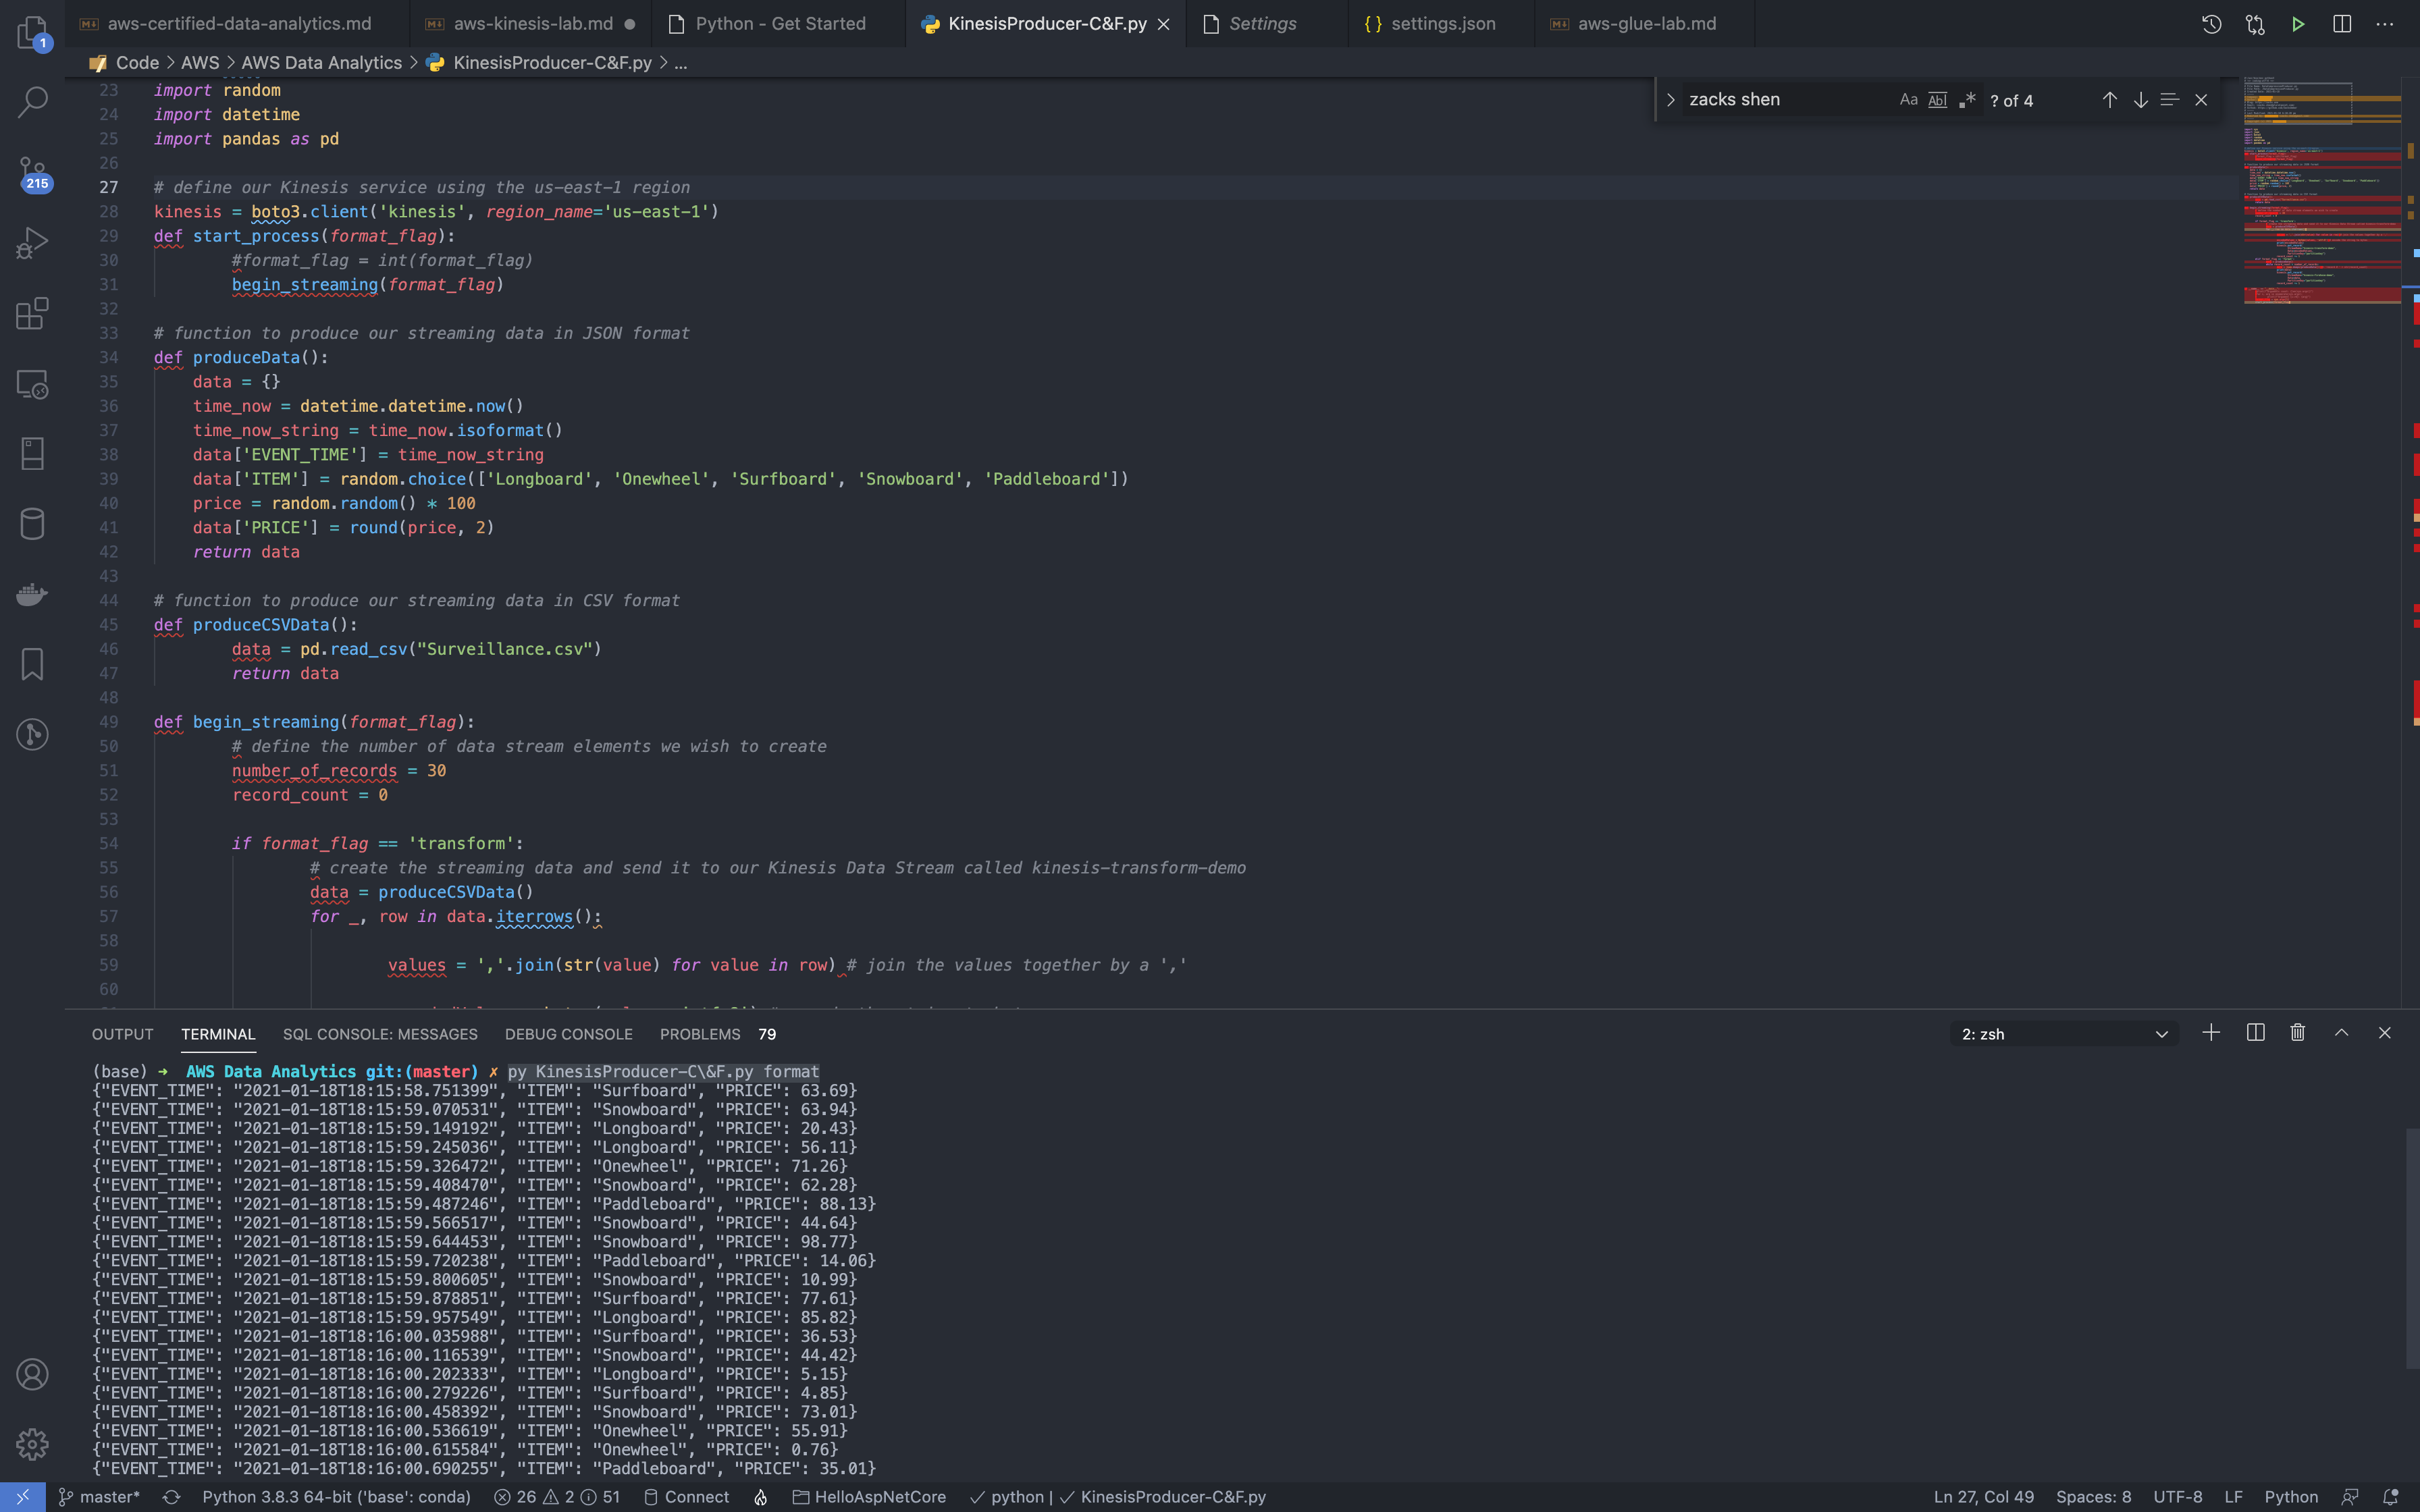 aws-certified-data-analytics.md aws-kinesis-lab.md Python - Get Started KinesisProducer-C&F.py Settings {} settings.json aws-glue-lab.md
1
Code > AWS > AWS Data Analytics > KinesisProducer-C&F.py > ...
zacks shen Aa Abl .* ? of 4
215
23 import random
24 import datetime
25 import pandas as pd
26
27 # define our Kinesis service using the us-east-1 region
28 kinesis = boto3.client('kinesis', region_name='us-east-1')
29 def start_process(format_flag):
30 #format_flag = int(format_flag)
31 begin_streaming(format_flag)
32
33 # function to produce our streaming data in JSON format
34 def produceData():
35 data = {}
36 time_now = datetime.datetime.now()
37 time_now_string = time_now.isoformat()
38 data['EVENT_TIME'] = time_now_string
39 data['ITEM'] = random.choice(['Longboard', 'Onewheel', 'Surfboard', 'Snowboard', 'Paddleboard'])
40 price = random.random() * 100
41 data['PRICE'] = round(price, 2)
42 return data
43
44 # function to produce our streaming data in CSV format
45 def produceCSVData():
46 data = pd.read_csv("Surveillance.csv")
47 return data
48
49 def begin_streaming(format_flag):
50 # define the number of data stream elements we wish to create
51 number_of_records = 30
52 record_count = 0
53
54 if format_flag == 'transform':
55 # create the streaming data and send it to our Kinesis Data Stream called kinesis-transform-demo
56 data = produceCSVData()
57 for _, row in data.iterrows():
58
59 values = ','.join(str(value) for value in row) # join the values together by a ','
60
OUTPUT TERMINAL SQL CONSOLE: MESSAGES DEBUG CONSOLE PROBLEMS 79 2: zsh
(base) ➜ AWS Data Analytics git:(master) ✗ py KinesisProducer-C\&F.py format
{"EVENT_TIME": "2021-01-18T18:15:58.751399", "ITEM": "Surfboard", "PRICE": 63.69}
{"EVENT_TIME": "2021-01-18T18:15:59.070531", "ITEM": "Snowboard", "PRICE": 63.94}
{"EVENT_TIME": "2021-01-18T18:15:59.149192", "ITEM": "Longboard", "PRICE": 20.43}
{"EVENT_TIME": "2021-01-18T18:15:59.245036", "ITEM": "Longboard", "PRICE": 56.11}
{"EVENT_TIME": "2021-01-18T18:15:59.326472", "ITEM": "Onewheel", "PRICE": 71.26}
{"EVENT_TIME": "2021-01-18T18:15:59.408470", "ITEM": "Snowboard", "PRICE": 62.28}
{"EVENT_TIME": "2021-01-18T18:15:59.487246", "ITEM": "Paddleboard", "PRICE": 88.13}
{"EVENT_TIME": "2021-01-18T18:15:59.566517", "ITEM": "Snowboard", "PRICE": 44.64}
{"EVENT_TIME": "2021-01-18T18:15:59.644453", "ITEM": "Snowboard", "PRICE": 98.77}
{"EVENT_TIME": "2021-01-18T18:15:59.720238", "ITEM": "Paddleboard", "PRICE": 14.06}
{"EVENT_TIME": "2021-01-18T18:15:59.800605", "ITEM": "Snowboard", "PRICE": 10.99}
{"EVENT_TIME": "2021-01-18T18:15:59.878851", "ITEM": "Surfboard", "PRICE": 77.61}
{"EVENT_TIME": "2021-01-18T18:15:59.957549", "ITEM": "Longboard", "PRICE": 85.82}
{"EVENT_TIME": "2021-01-18T18:16:00.035988", "ITEM": "Surfboard", "PRICE": 36.53}
{"EVENT_TIME": "2021-01-18T18:16:00.116539", "ITEM": "Snowboard", "PRICE": 44.42}
{"EVENT_TIME": "2021-01-18T18:16:00.202333", "ITEM": "Longboard", "PRICE": 5.15}
{"EVENT_TIME": "2021-01-18T18:16:00.279226", "ITEM": "Surfboard", "PRICE": 4.85}
{"EVENT_TIME": "2021-01-18T18:16:00.458392", "ITEM": "Snowboard", "PRICE": 73.01}
{"EVENT_TIME": "2021-01-18T18:16:00.536619", "ITEM": "Onewheel", "PRICE": 55.91}
{"EVENT_TIME": "2021-01-18T18:16:00.615584", "ITEM": "Onewheel", "PRICE": 0.76}
{"EVENT_TIME": "2021-01-18T18:16:00.690255", "ITEM": "Paddleboard", "PRICE": 35.01}
master* Python 3.8.3 64-bit ('base': conda) 26 2 51 Connect HelloAspNetCore ✓ python | ✓ KinesisProducer-C&F.py Ln 27, Col 49 Spaces: 8 UTF-8 LF Python